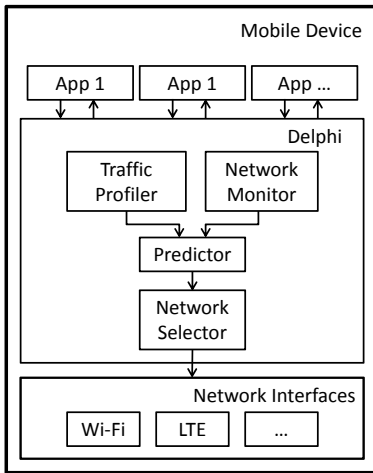 Mobile Device
App 1
App 1
App ...
Delphi
Traffic
Profiler
Network
Monitor
Predictor
Network
Selector
Network Interfaces
Wi-Fi
LTE
...